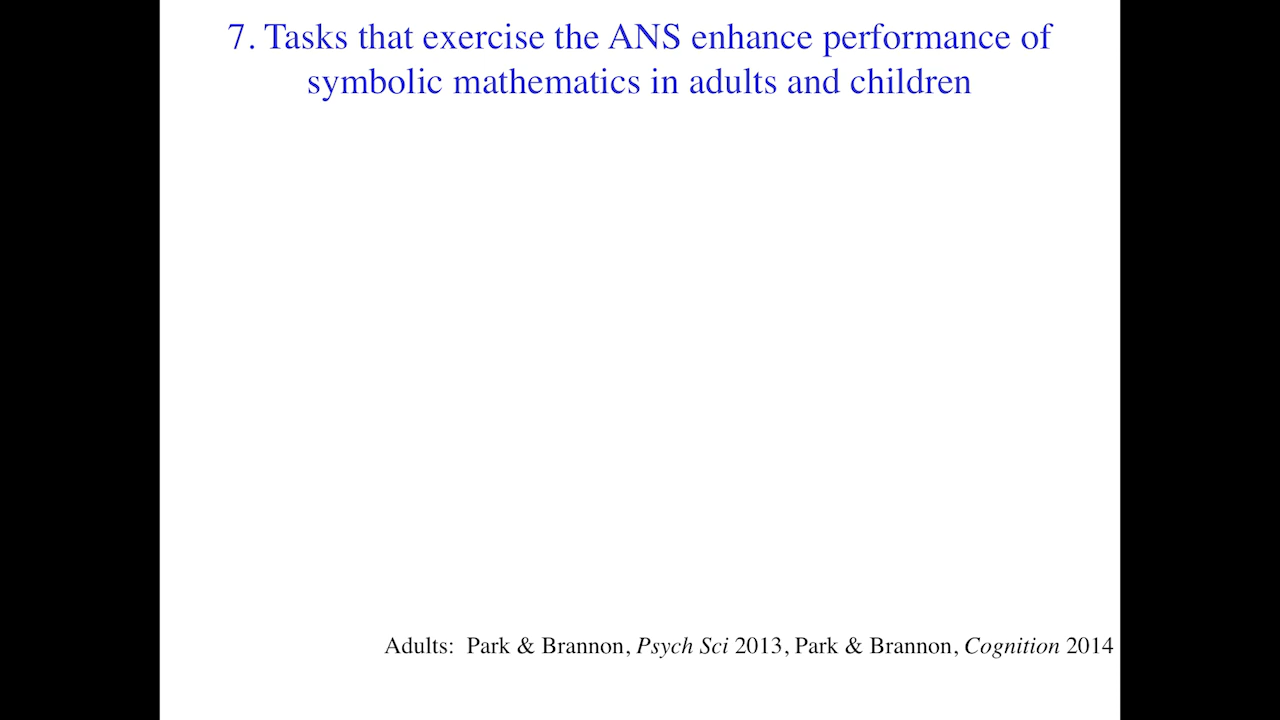 7. Tasks that exercise the ANS enhance performance of
symbolic mathematics in adults and children
Adults: Park & Brannon, Psych Sci 2013, Park & Brannon, Cognition 2014